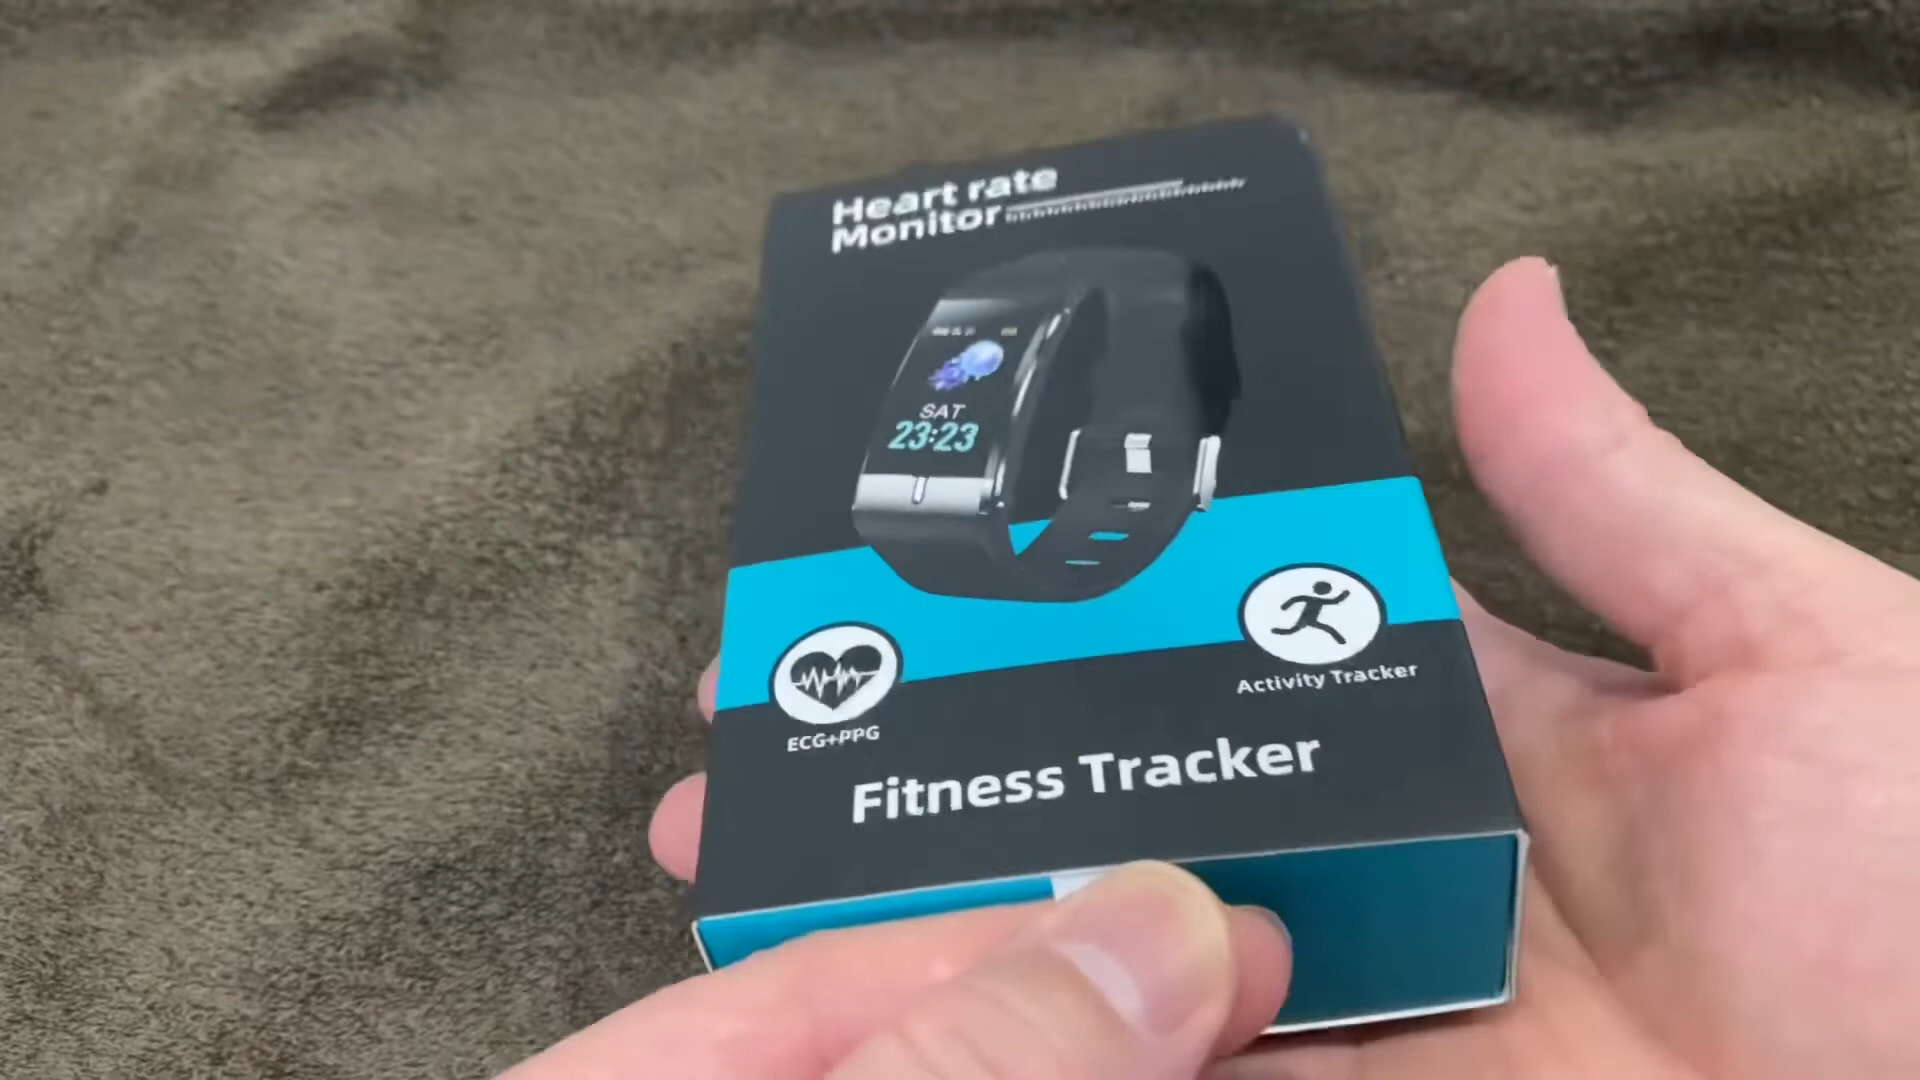 Heart rate
Monitor
SAT
23:23
ECG+PPG
Activity Tracker
Fitness Tracker